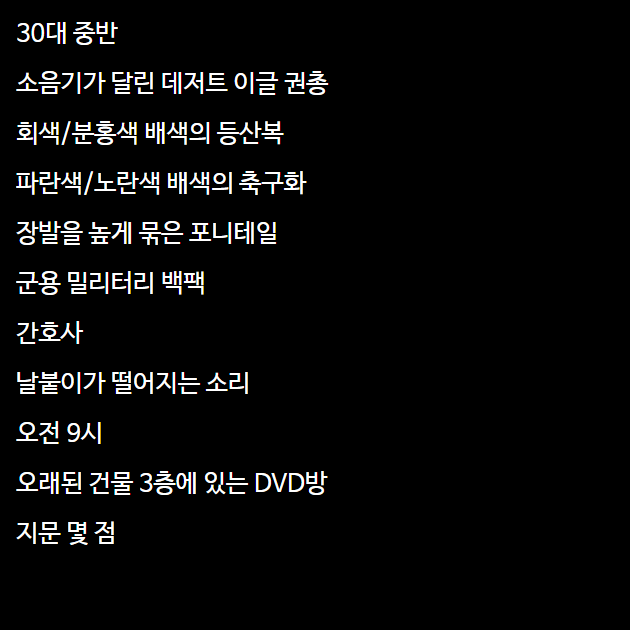 30대 중반
소음기가 달린 데저트 이글 권총
회색/분홍색 배색의 등산복
파란색/노란색 배색의 축구화
장발을 높게 묶은 포니테일
군용 밀리터리 백팩
간호사
날붙이가 떨어지는 소리
오전 9시
오래된 건물 3층에 있는 DVD방
지문 몇 점